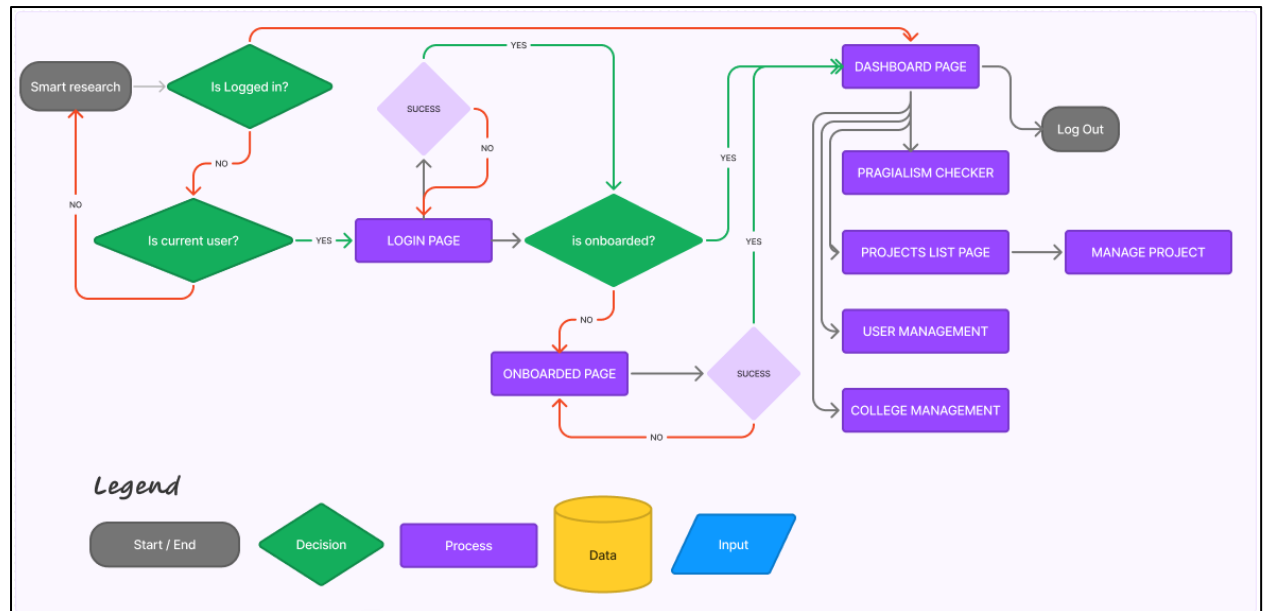 YES
Smart research
Is Logged in?
DASHBOARD PAGE
SUCESS
Log Out
NO
NO
YES
PRAGIALISM CHECKER
NO
Is current user?
YES
LOGIN PAGE
is onboarded?
YES
PROJECTS LIST PAGE
MANAGE PROJECT
NO
USER MANAGEMENT
ONBOARDED PAGE
SUCESS
COLLEGE MANAGEMENT
NO
Legend
Start / End
Decision
Process
Data
Input